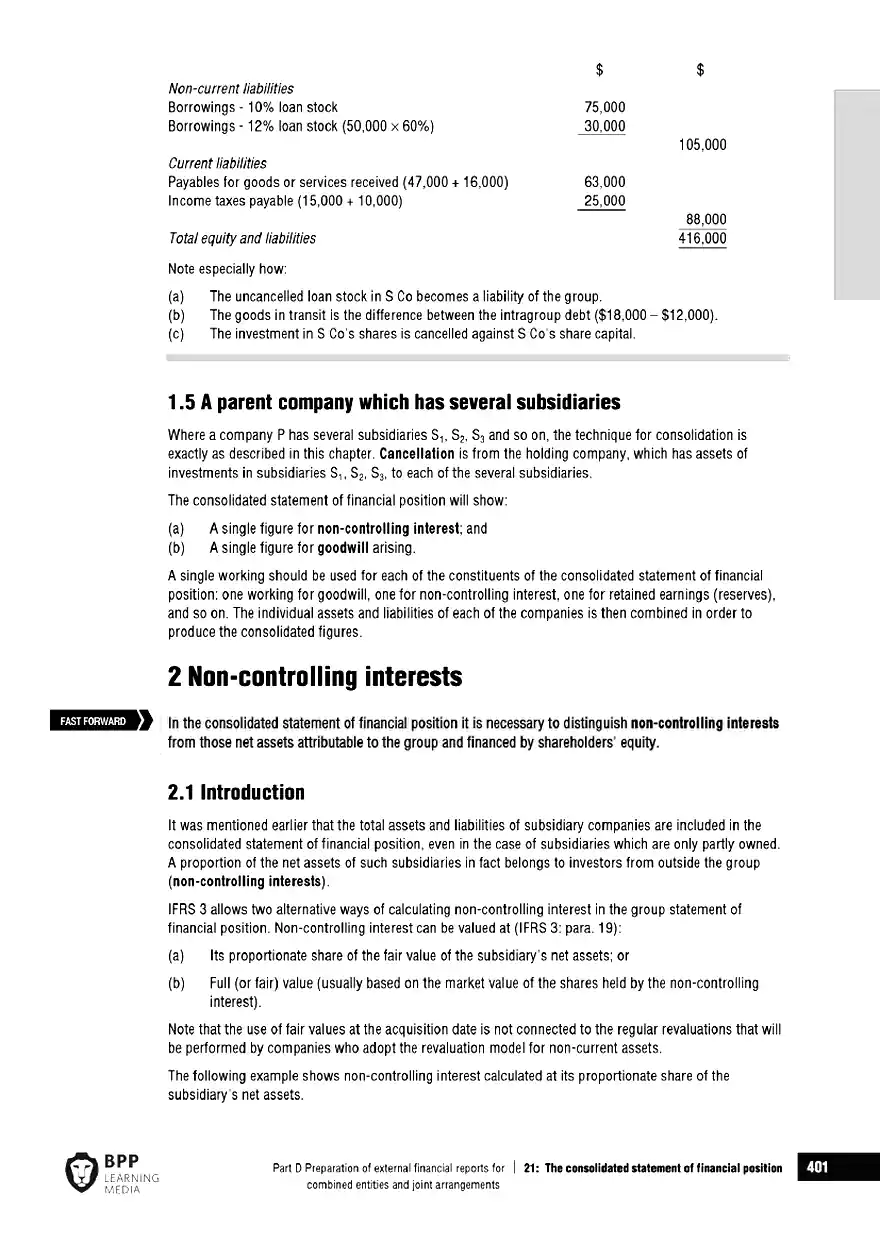 $ $
Non-current liabilities
Borrowings - 10% loan stock 75,000
Borrowings - 12% loan stock (50,000 × 60%) 30,000
105,000
Current liabilities
Payables for goods or services received (47,000 + 16,000) 63,000
Income taxes payable (15,000 + 10,000) 25,000
88,000
Total equity and liabilities 416,000
Note especially how:
(a) The uncancelled loan stock in S Co becomes a liability of the group.
(b) The goods in transit is the difference between the intragroup debt ($18,000 – $12,000).
(c) The investment in S Co's shares is cancelled against S Co's share capital.
1.5 A parent company which has several subsidiaries
Where a company P has several subsidiaries S₁, S₂, S₃ and so on, the technique for consolidation is
exactly as described in this chapter. Cancellation is from the holding company, which has assets of
investments in subsidiaries S₁, S₂, S₃, to each of the several subsidiaries.
The consolidated statement of financial position will show:
(a) A single figure for non-controlling interest; and
(b) A single figure for goodwill arising.
A single working should be used for each of the constituents of the consolidated statement of financial
position: one working for goodwill, one for non-controlling interest, one for retained earnings (reserves),
and so on. The individual assets and liabilities of each of the companies is then combined in order to
produce the consolidated figures.
2 Non-controlling interests
FAST FORWARD
In the consolidated statement of financial position it is necessary to distinguish non-controlling interests
from those net assets attributable to the group and financed by shareholders' equity.
2.1 Introduction
It was mentioned earlier that the total assets and liabilities of subsidiary companies are included in the
consolidated statement of financial position, even in the case of subsidiaries which are only partly owned.
A proportion of the net assets of such subsidiaries in fact belongs to investors from outside the group
(non-controlling interests).
IFRS 3 allows two alternative ways of calculating non-controlling interest in the group statement of
financial position. Non-controlling interest can be valued at (IFRS 3: para. 19):
(a) Its proportionate share of the fair value of the subsidiary's net assets; or
(b) Full (or fair) value (usually based on the market value of the shares held by the non-controlling
interest).
Note that the use of fair values at the acquisition date is not connected to the regular revaluations that will
be performed by companies who adopt the revaluation model for non-current assets.
The following example shows non-controlling interest calculated at its proportionate share of the
subsidiary's net assets.
BPP
LEARNING
MEDIA
Part D Preparation of external financial reports for | 21: The consolidated statement of financial position 401
combined entities and joint arrangements